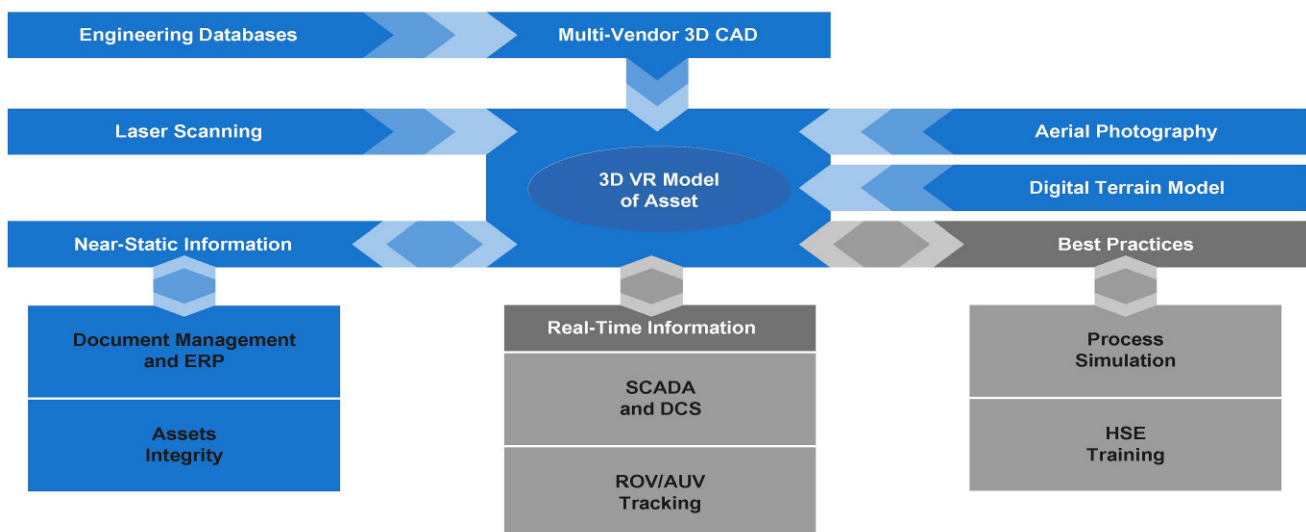 Engineering Databases
Multi-Vendor 3D CAD
Laser Scanning
Aerial Photography
3D VR Model
of Asset
Digital Terrain Model
Near-Static Information
Best Practices
Document Management
and ERP
Real-Time Information
Process
Simulation
SCADA
and DCS
Assets
Integrity
HSE
Training
ROV/AUV
Tracking